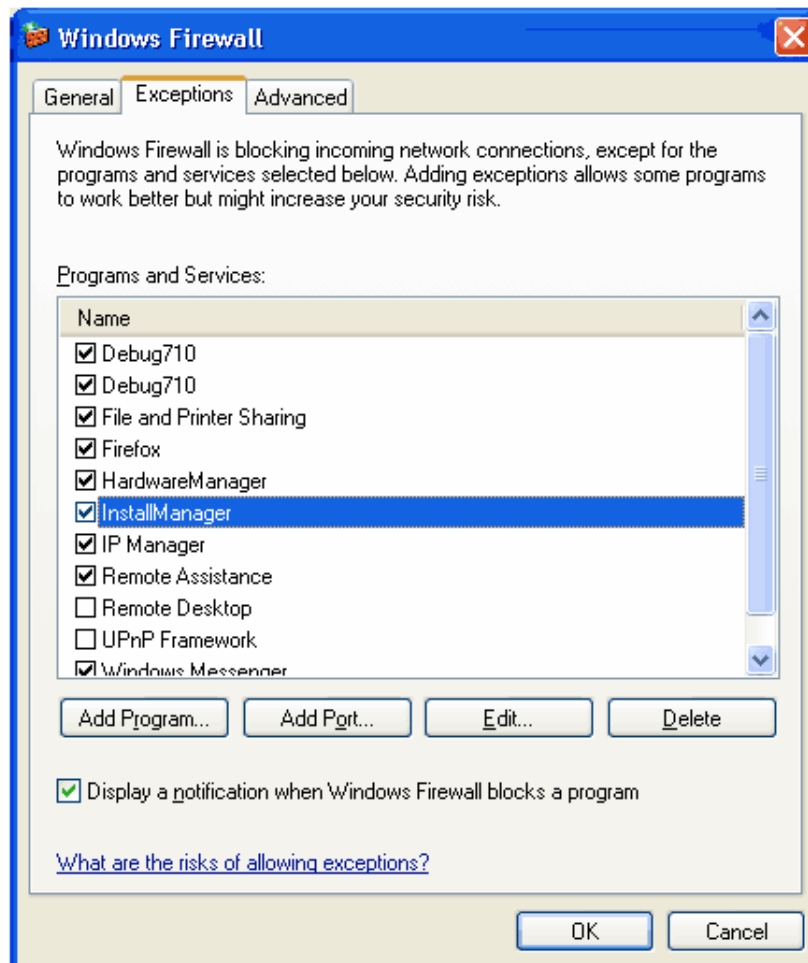 Windows Firewall
General Exceptions Advanced
Windows Firewall is blocking incoming network connections, except for the
programs and services selected below. Adding exceptions allows some programs
to work better but might increase your security risk.
Programs and Services:
Name
Debug710
Debug710
File and Printer Sharing
Firefox
HardwareManager
InstallManager
IP Manager
Remote Assistance
Remote Desktop
UPnP Framework
Windows Messenger
Add Program... Add Port... Edit... Delete
Display a notification when Windows Firewall blocks a program
What are the risks of allowing exceptions?
OK Cancel